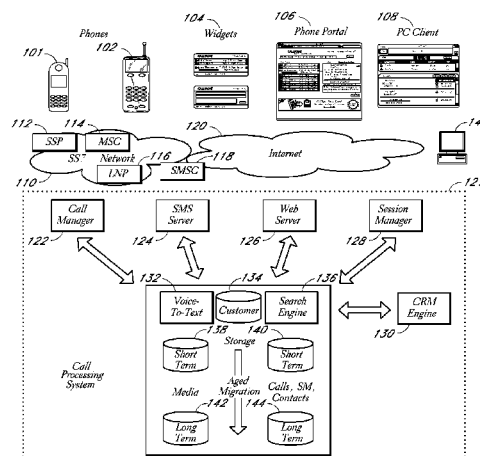 Phones
101
102
104
Widgets
106
Phone Portal
108
PC Client
112
SSP
114
MSC
SS7
Network
116
LNP
118
SMSC
110
120
Internet
14
121
Call
Manager
122
SMS
Server
124
Web
Server
126
Session
Manager
128
132
Voice-
To-Text
134
Customer
136
Search
Engine
CRM
Engine
130
138
Short
Term
Storage
140
Short
Term
Call
Processing
System
Media
Aged
Migration
Calls, SM,
Contacts
142
Long
Term
144
Long
Term